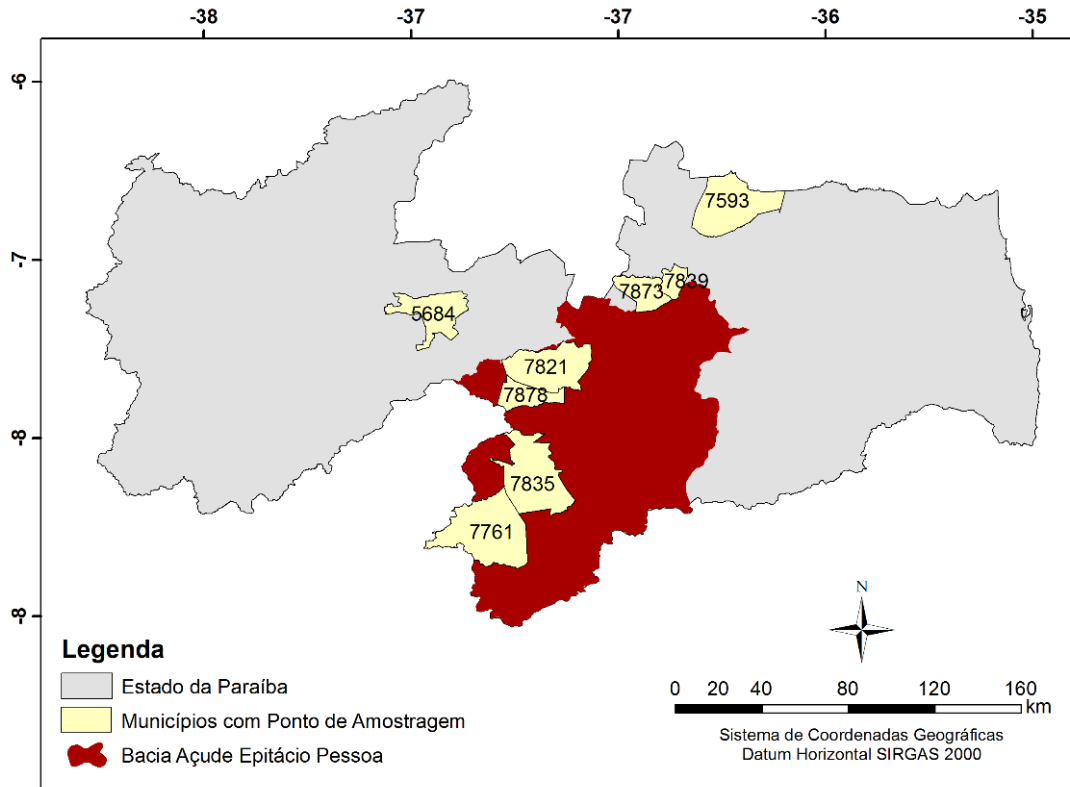 -38 -37 -37 -36 -35
-6
-7
-8
-8
7593
7839
7873
5684
7821
7878
7835
7761
N
Legenda
Estado da Paraíba
Municípios com Ponto de Amostragem
Bacia Açude Epitácio Pessoa
0 20 40 80 120 160
km
Sistema de Coordenadas Geográficas
Datum Horizontal SIRGAS 2000